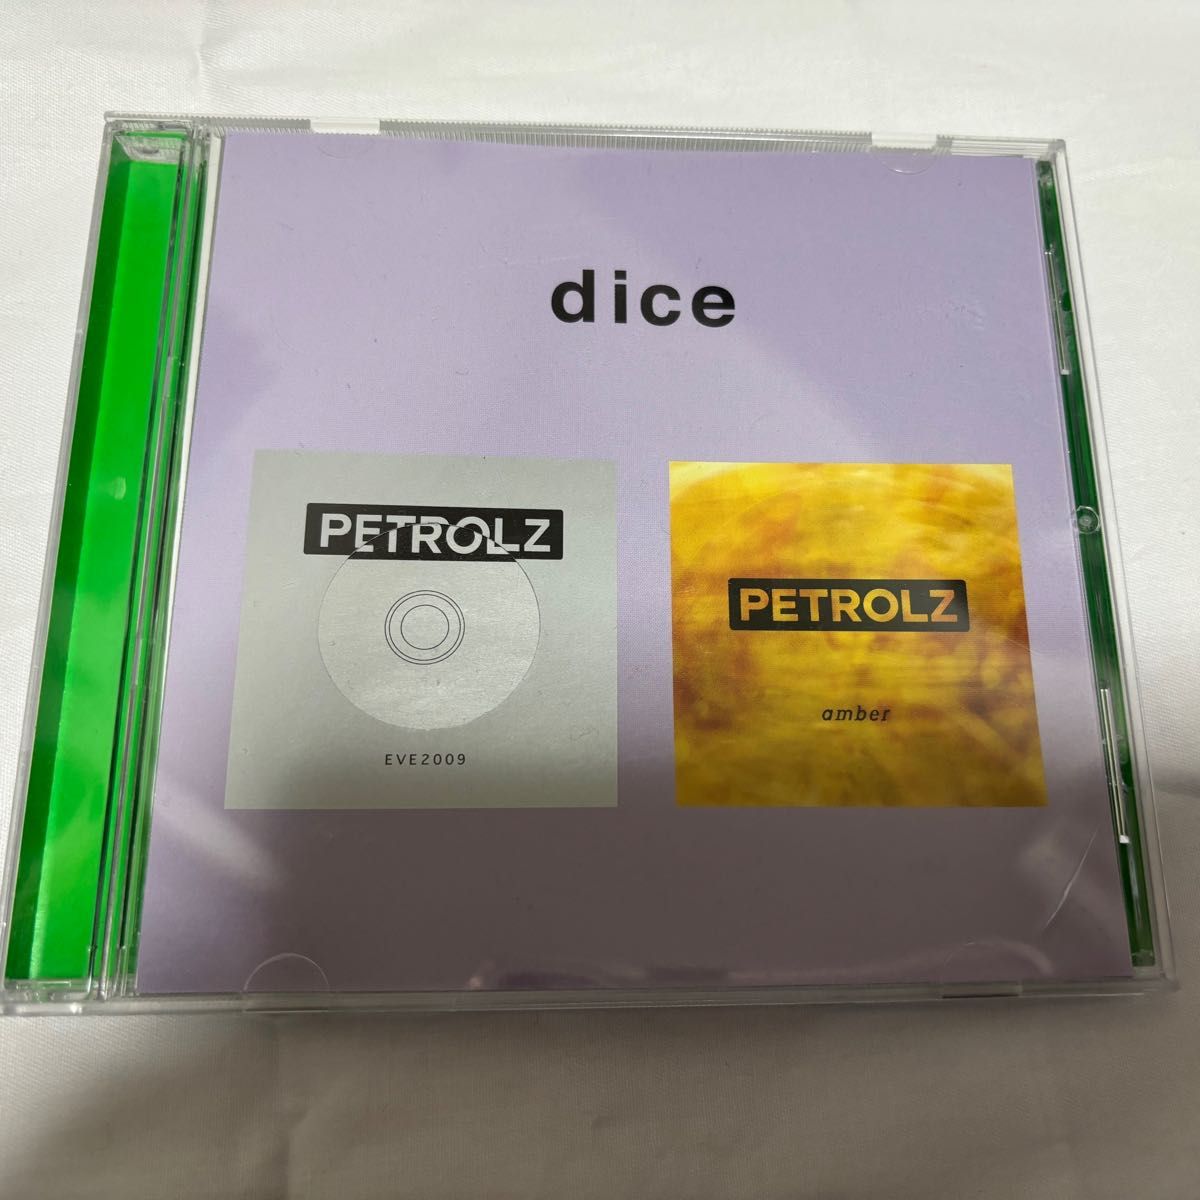 dice
PETROLZ
EVE2009
PETROLZ
amber